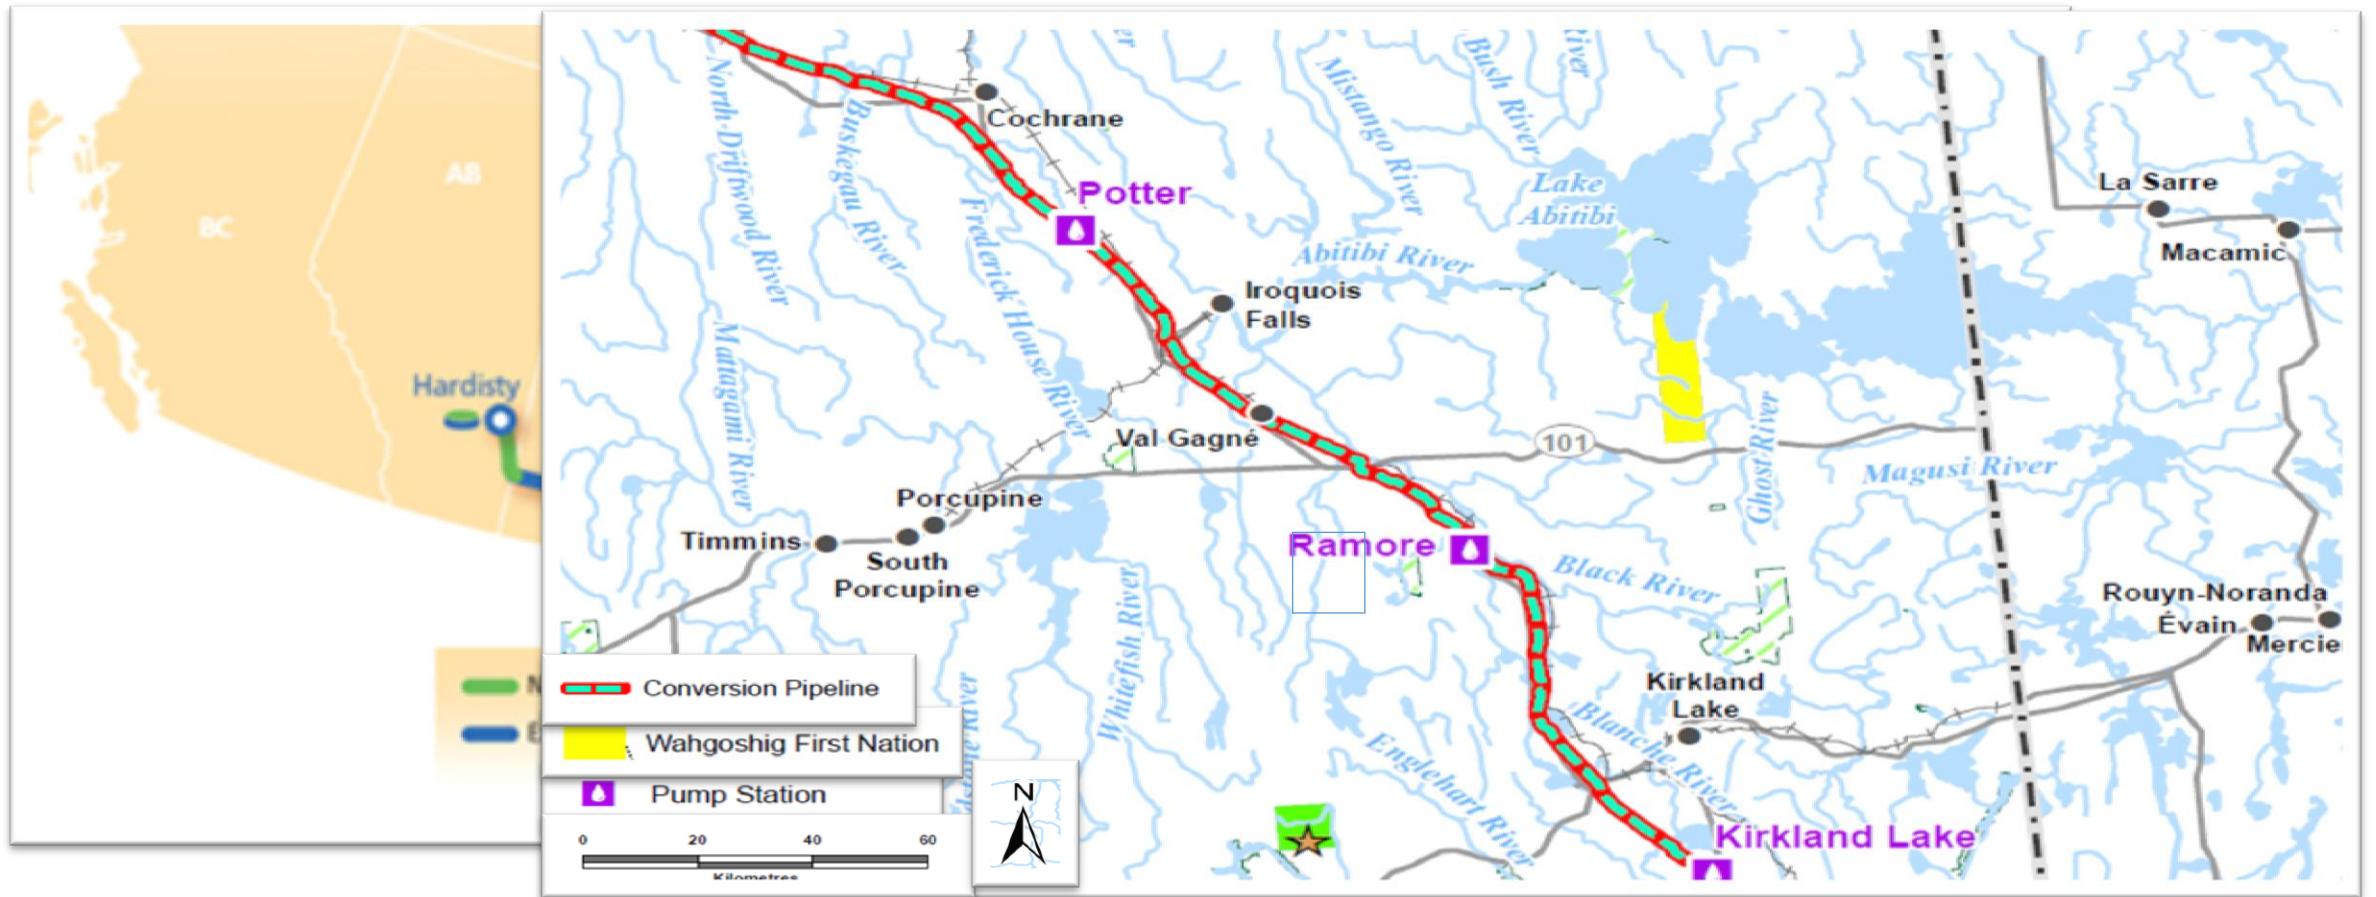 BC
AB
Hardisty
N
E
North Driftwood River
Buskegau River
Cochrane
Potter
Frederick House River
Mattagami River
Mistango River
Bush River
River
er
Lake
Abitibi
Abitibi River
Iroquois
Falls
La Sarre
Macamic
Val Gagné
101
Ghost River
Magusi River
Porcupine
Timmins
South
Porcupine
Ramore
Black River
Whitefish River
Rouyn-Noranda
Évain
Mercie
Kirkland
Lake
Blanche River
Englehart River
Kirkland Lake
Conversion Pipeline
Wahgoshig First Nation
Pump Station
0 20 40 60
Kilometres
N